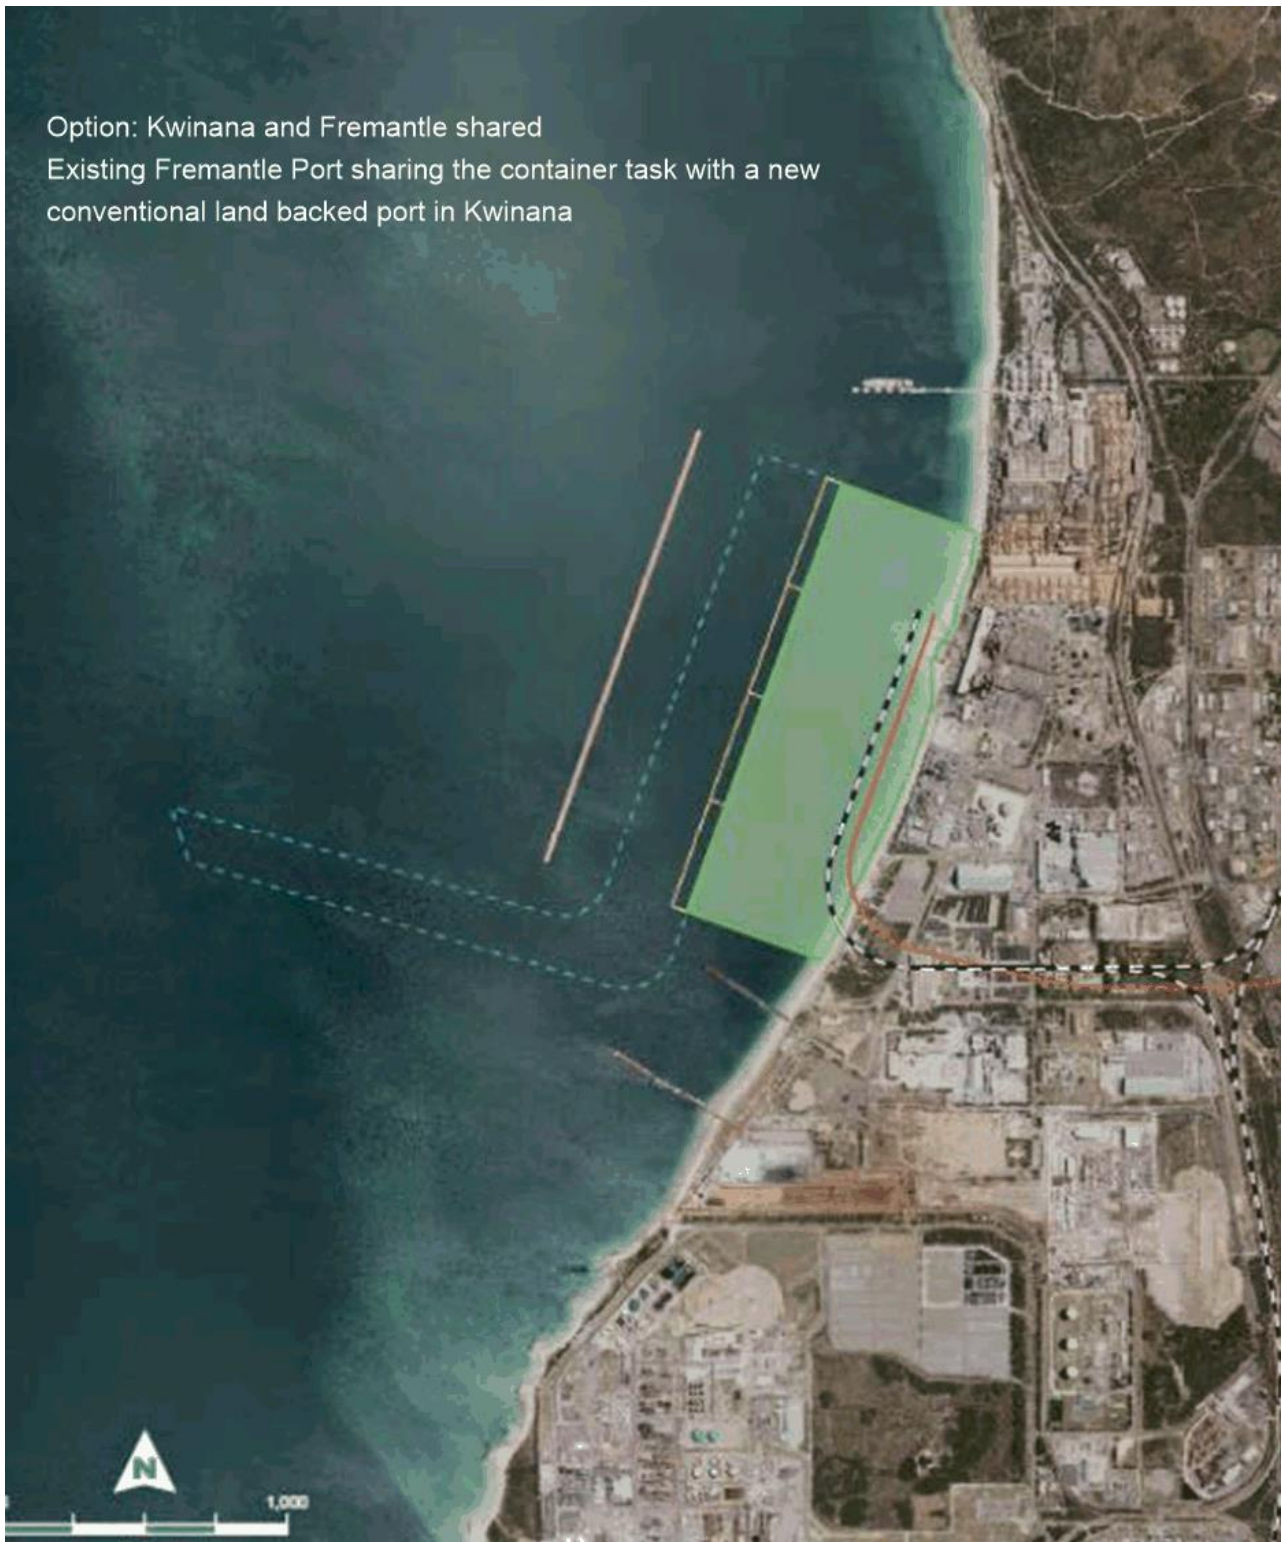 Option: Kwinana and Fremantle shared
Existing Fremantle Port sharing the container task with a new
conventional land backed port in Kwinana
N
1,000